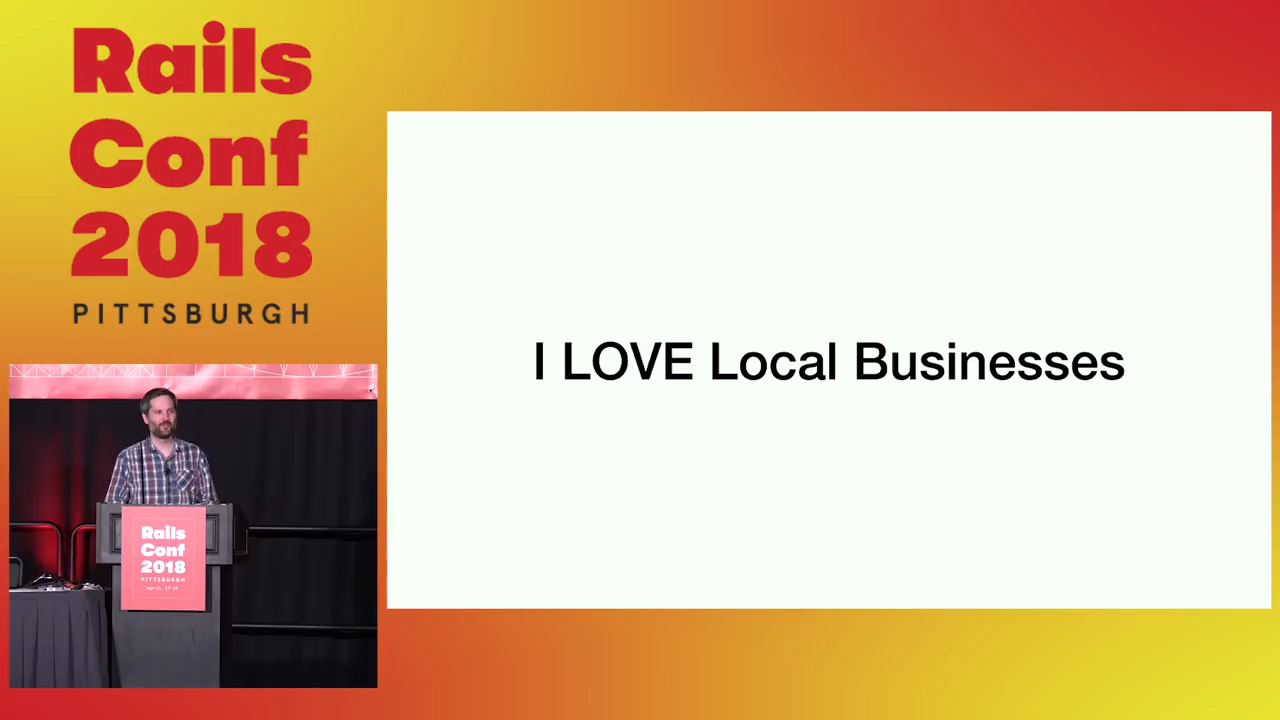 Rails
Conf
2018
PITTSBURGH
I LOVE Local Businesses
Rails
Conf
2018
PITTSBURGH